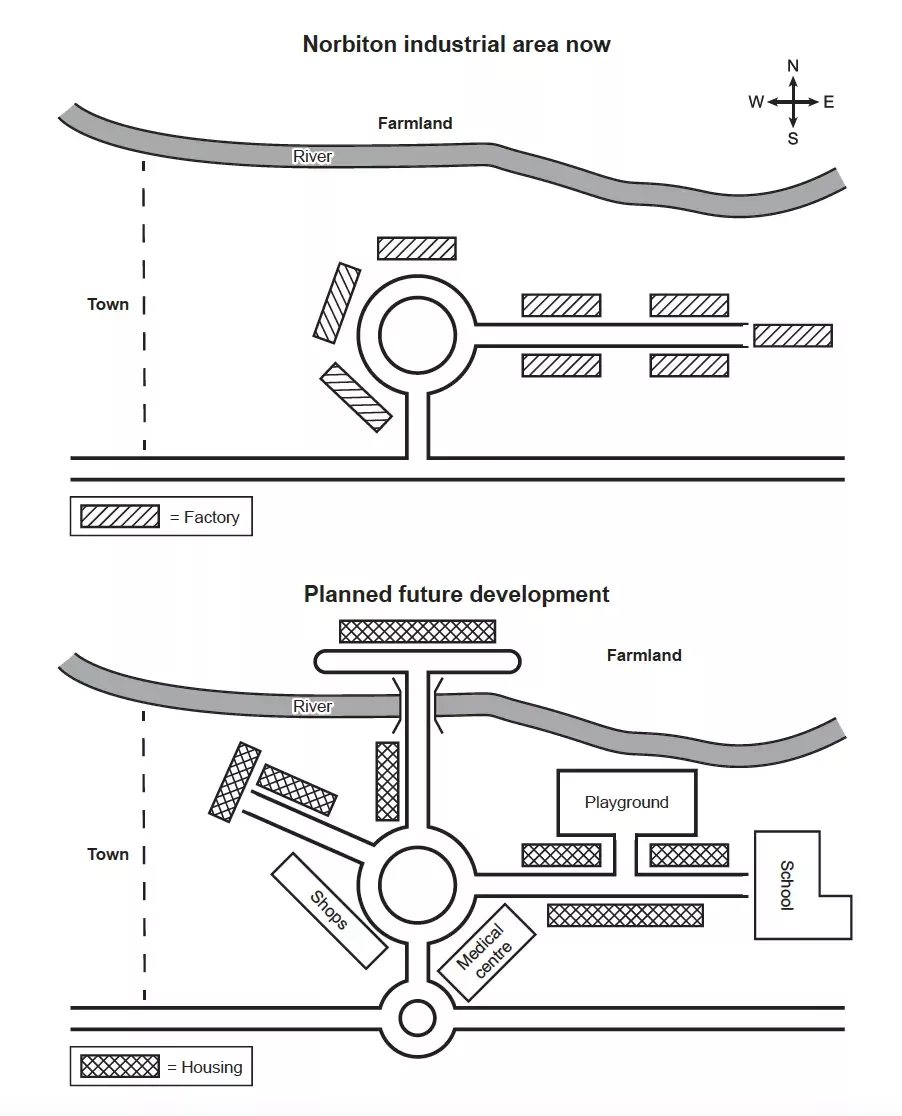 Norbiton industrial area now
N
W E
S
Farmland
River
Town
= Factory
Planned future development
Farmland
River
Playground
Town
School
Shops
Medical
centre
= Housing